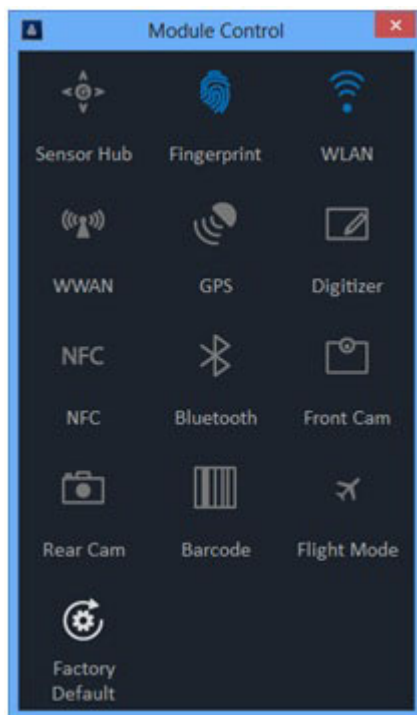 Module Control
Sensor Hub
Fingerprint
WLAN
WWAN
GPS
Digitizer
NFC
NFC
Bluetooth
Front Cam
Rear Cam
Barcode
Flight Mode
Factory
Default